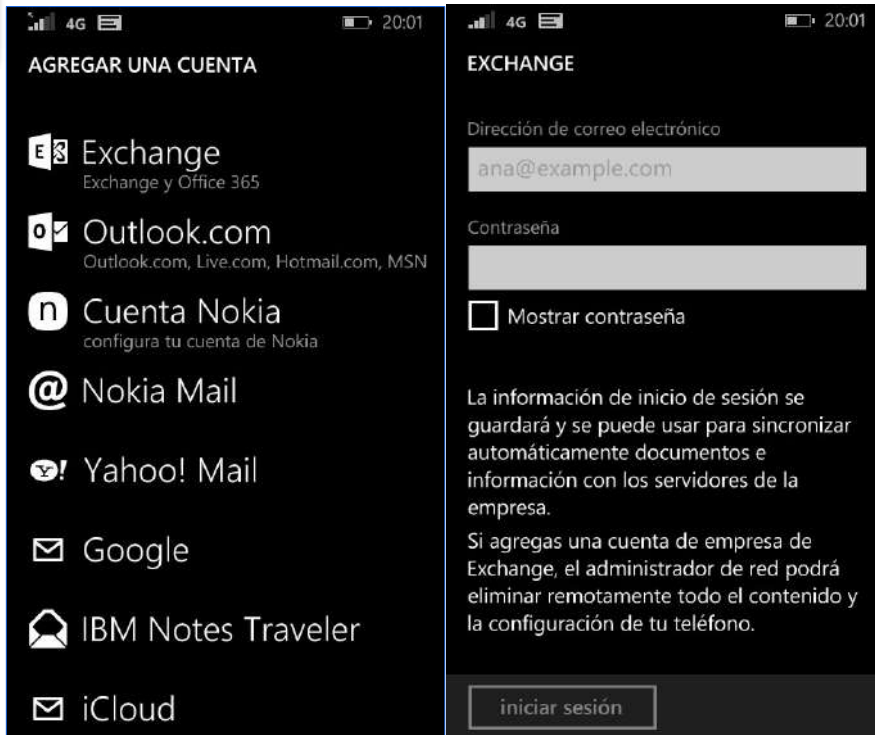 4G 20:01
AGREGAR UNA CUENTA
E Exchange
Exchange y Office 365
O Outlook.com
Outlook.com, Live.com, Hotmail.com, MSN
n Cuenta Nokia
configura tu cuenta de Nokia
@ Nokia Mail
Y! Yahoo! Mail
Google
IBM Notes Traveler
iCloud
4G 20:01
EXCHANGE
Dirección de correo electrónico
ana@example.com
Contraseña
Mostrar contraseña
La información de inicio de sesión se
guardará y se puede usar para sincronizar
automáticamente documentos e
información con los servidores de la
empresa.
Si agregas una cuenta de empresa de
Exchange, el administrador de red podrá
eliminar remotamente todo el contenido y
la configuración de tu teléfono.
iniciar sesión